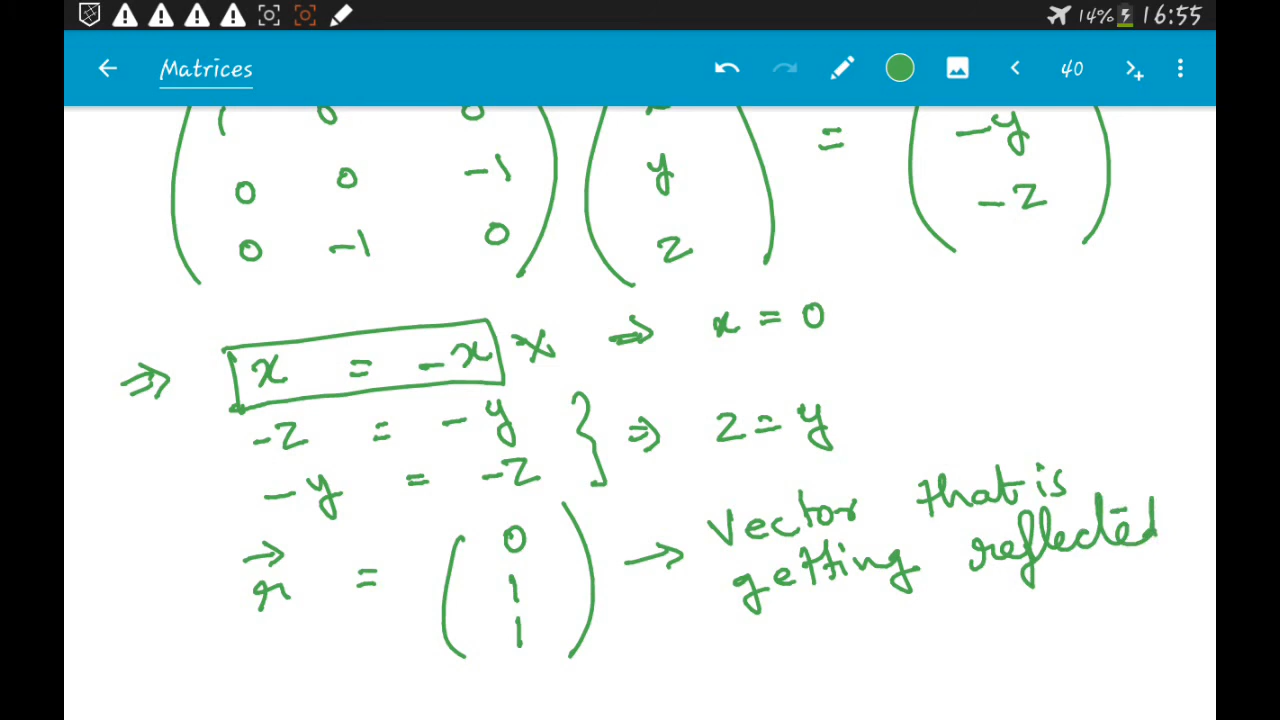 14% 16:55
Matrices 40
1 0 0 = -y
0 0 -1 y -z
0 -1 0 z
⇒ x = -x ⇒ x = 0
-z = -y } ⇒ z = y
-y = -z
r⃗ = ( 0 1 1 ) → Vector that is
getting reflected